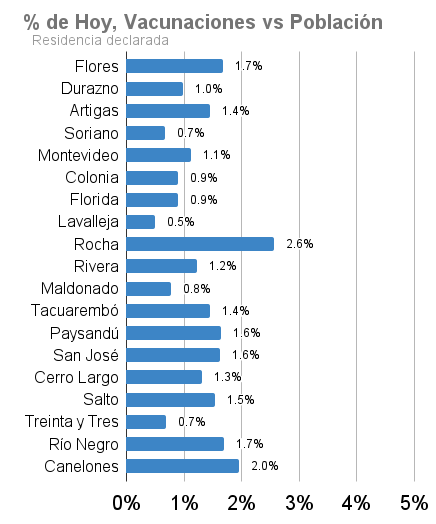 % de Hoy, Vacunaciones vs Población
Residencia declarada
Flores 1.7%
Durazno 1.0%
Artigas 1.4%
Soriano 0.7%
Montevideo 1.1%
Colonia 0.9%
Florida 0.9%
Lavalleja 0.5%
Rocha 2.6%
Rivera 1.2%
Maldonado 0.8%
Tacuarembó 1.4%
Paysandú 1.6%
San José 1.6%
Cerro Largo 1.3%
Salto 1.5%
Treinta y Tres 0.7%
Río Negro 1.7%
Canelones 2.0%
0% 1% 2% 3% 4% 5%